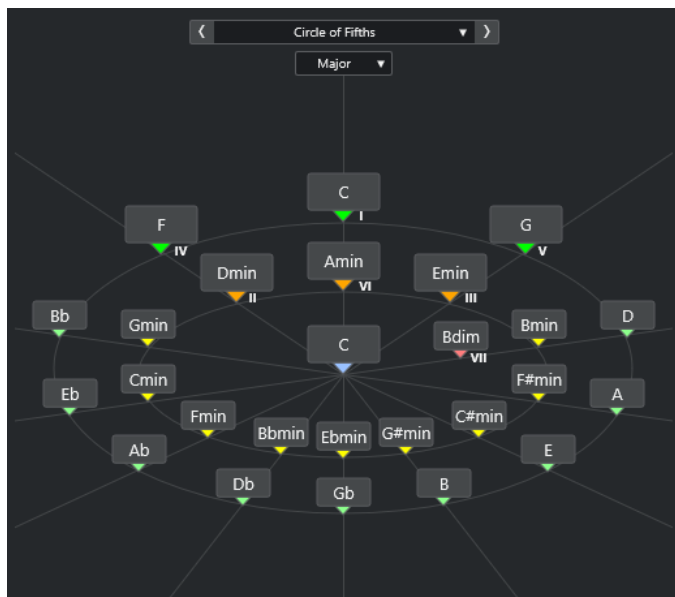 Circle of Fifths
Major
C
I
F
G
IV
V
Amin
Dmin
Emin
VI
II
III
Bb
D
Gmin
Bmin
Bdim
C
VII
Cmin
F#min
Eb
A
Fmin
C#min
Bbmin
Ebmin
G#min
Ab
E
Db
Gb
B